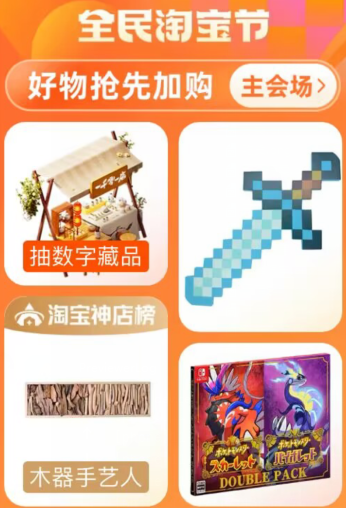 全民淘宝节
好物抢先加购
主会场
抽数字藏品
淘宝神店榜
木器手艺人
ポケットモンスター
スカーレット
ポケットモンスター
バイオレット
DOUBLE PACK